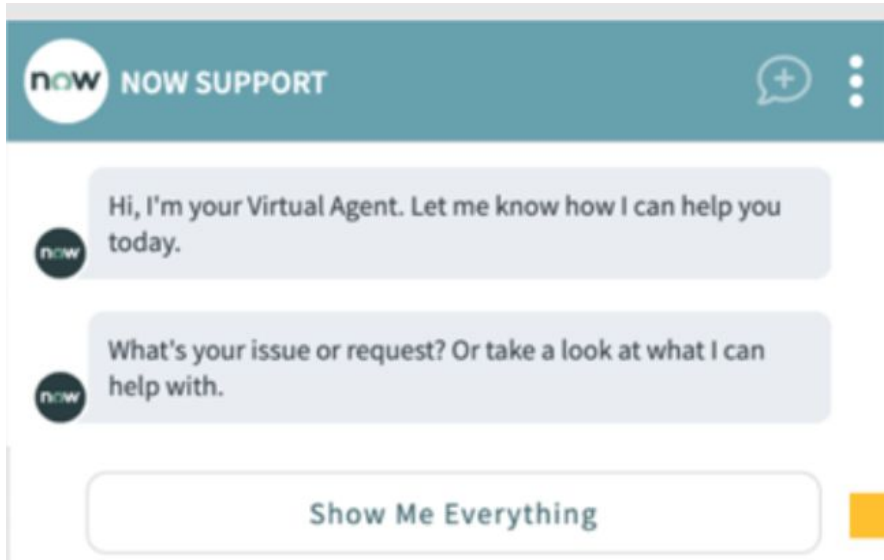 now NOW SUPPORT
Hi, I'm your Virtual Agent. Let me know how I can help you
today.
now
What's your issue or request? Or take a look at what I can
help with.
now
Show Me Everything